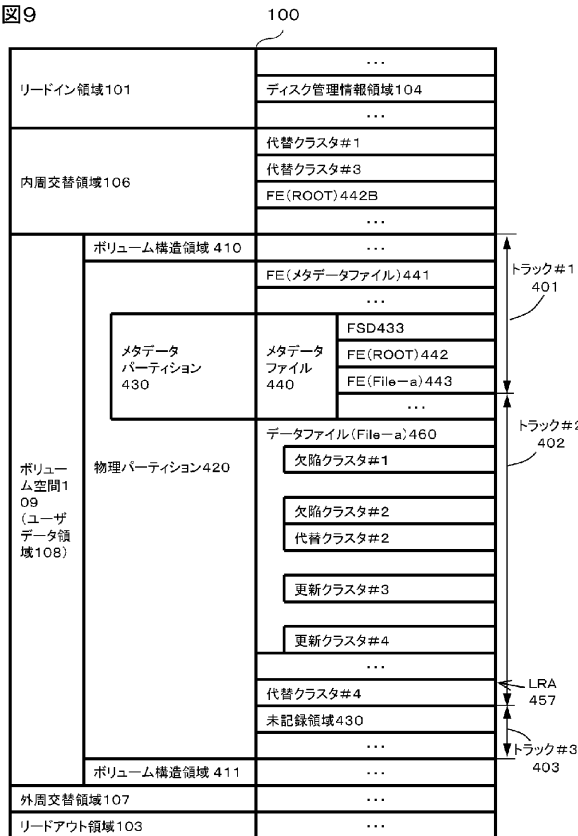 図9
100
…
リードイン領域101
ディスク管理情報領域104
…
代替クラスタ#1
代替クラスタ#3
内周交替領域106
FE(ROOT)442B
…
ボリューム構造領域 410
…
FE(メタデータファイル)441
…
トラック#1
401
FSD433
メタデータ
パーティション
430
メタデータ
ファイル
440
FE(ROOT)442
FE(File-a)443
…
データファイル(File-a)460
トラック#2
402
欠陥クラスタ#1
ボリュー
ム空間1
09
(ユーザ
データ領
域108)
物理パーティション420
欠陥クラスタ#2
代替クラスタ#2
更新クラスタ#3
更新クラスタ#4
…
LRA
457
代替クラスタ#4
未記録領域430
…
トラック#3
403
ボリューム構造領域 411
…
外周交替領域107
…
リードアウト領域103
…